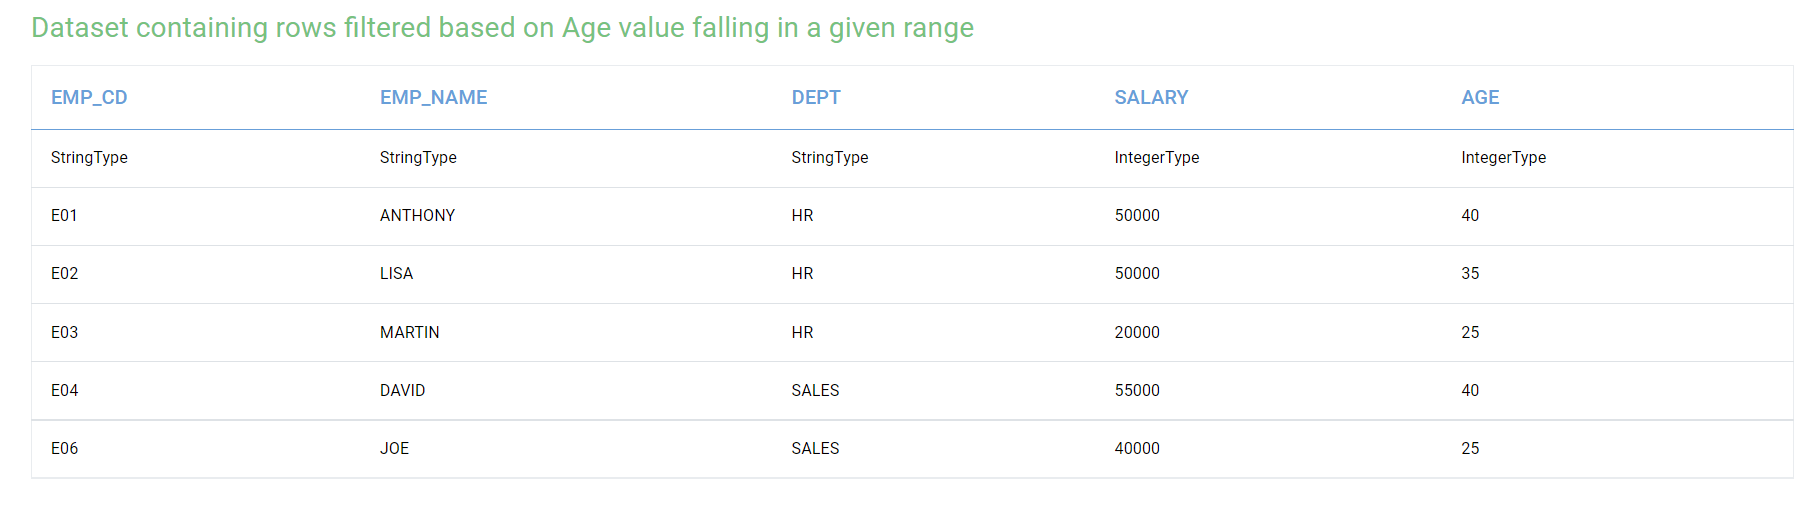 Dataset containing rows filtered based on Age value falling in a given range
EMP_CD EMP_NAME DEPT SALARY AGE
StringType StringType StringType IntegerType IntegerType
E01 ANTHONY HR 50000 40
E02 LISA HR 50000 35
E03 MARTIN HR 20000 25
E04 DAVID SALES 55000 40
E06 JOE SALES 40000 25